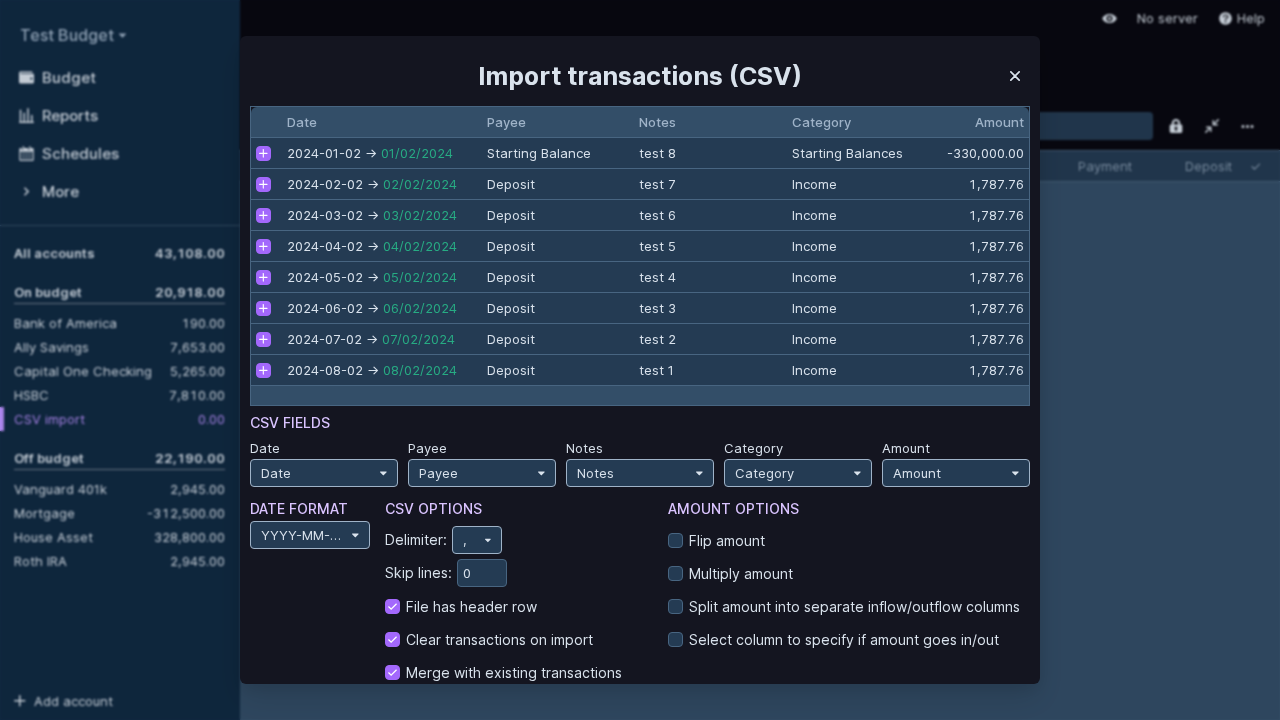 Test Budget
Budget
Reports
Schedules
More
All accounts 43,108.00
On budget 20,918.00
Bank of America 190.00
Ally Savings 7,653.00
Capital One Checking 5,265.00
HSBC 7,810.00
CSV import 0.00
Off budget 22,190.00
Vanguard 401k 2,945.00
Mortgage -312,500.00
House Asset 328,800.00
Roth IRA 2,945.00
Add account
No server Help
Payment Deposit
Import transactions (CSV)
Date Payee Notes Category Amount
2024-01-02 → 01/02/2024 Starting Balance test 8 Starting Balances -330,000.00
2024-02-02 → 02/02/2024 Deposit test 7 Income 1,787.76
2024-03-02 → 03/02/2024 Deposit test 6 Income 1,787.76
2024-04-02 → 04/02/2024 Deposit test 5 Income 1,787.76
2024-05-02 → 05/02/2024 Deposit test 4 Income 1,787.76
2024-06-02 → 06/02/2024 Deposit test 3 Income 1,787.76
2024-07-02 → 07/02/2024 Deposit test 2 Income 1,787.76
2024-08-02 → 08/02/2024 Deposit test 1 Income 1,787.76
CSV FIELDS
Date Payee Notes Category Amount
Date Payee Notes Category Amount
DATE FORMAT
YYYY-MM-...
CSV OPTIONS
Delimiter: ,
Skip lines: 0
File has header row
Clear transactions on import
Merge with existing transactions
AMOUNT OPTIONS
Flip amount
Multiply amount
Split amount into separate inflow/outflow columns
Select column to specify if amount goes in/out